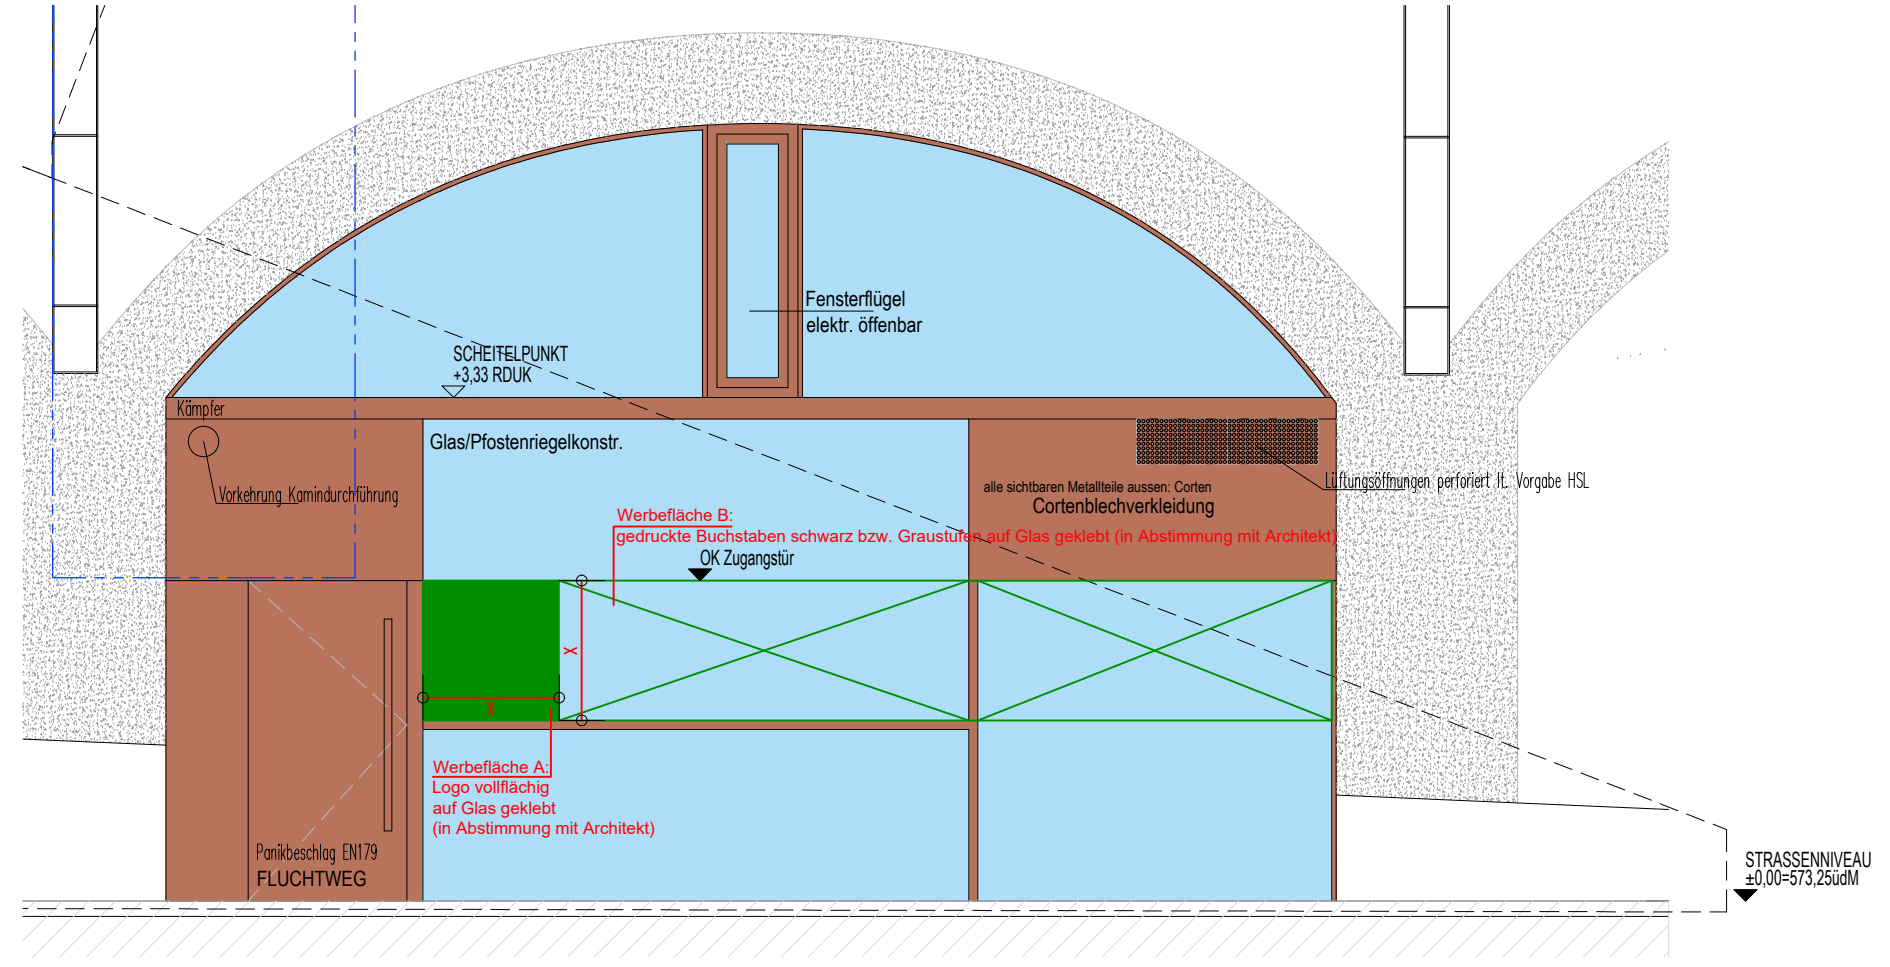 Fensterflügel
elektr. öffenbar
SCHEITELPUNKT
+3,33 RDUK
Kämpfer
Glas/Pfostenriegelkonstr.
Vorkehrung Kamindurchführung
Lüftungsöffnungen perforiert lt. Vorgabe HSL
alle sichtbaren Metallteile aussen: Corten
Cortenblechverkleidung
Werbefläche B:
gedruckte Buchstaben schwarz bzw. Graustufen auf Glas geklebt (in Abstimmung mit Architekt)
OK Zugangstür
X
X
Werbefläche A:
Logo vollflächig
auf Glas geklebt
(in Abstimmung mit Architekt)
Panikbeschlag EN179
FLUCHTWEG
STRASSENNIVEAU
±0,00=573,25üdM